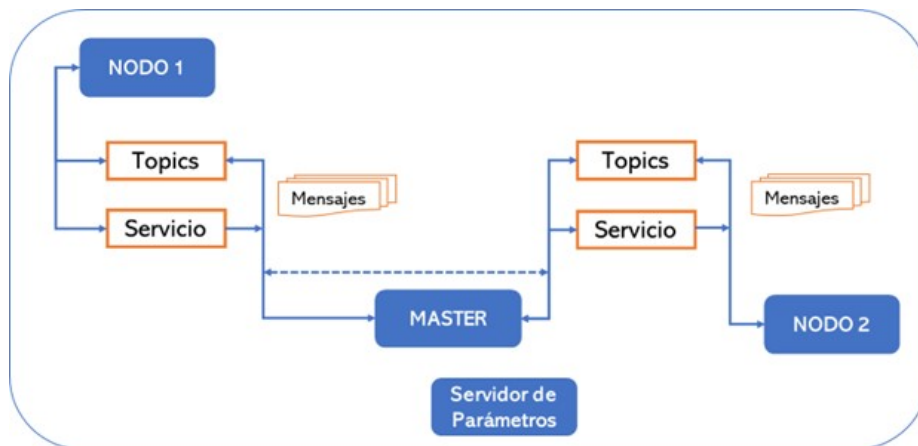 NODO 1
Topics
Mensajes
Servicio
Topics
Mensajes
Servicio
MASTER
NODO 2
Servidor de
Parámetros